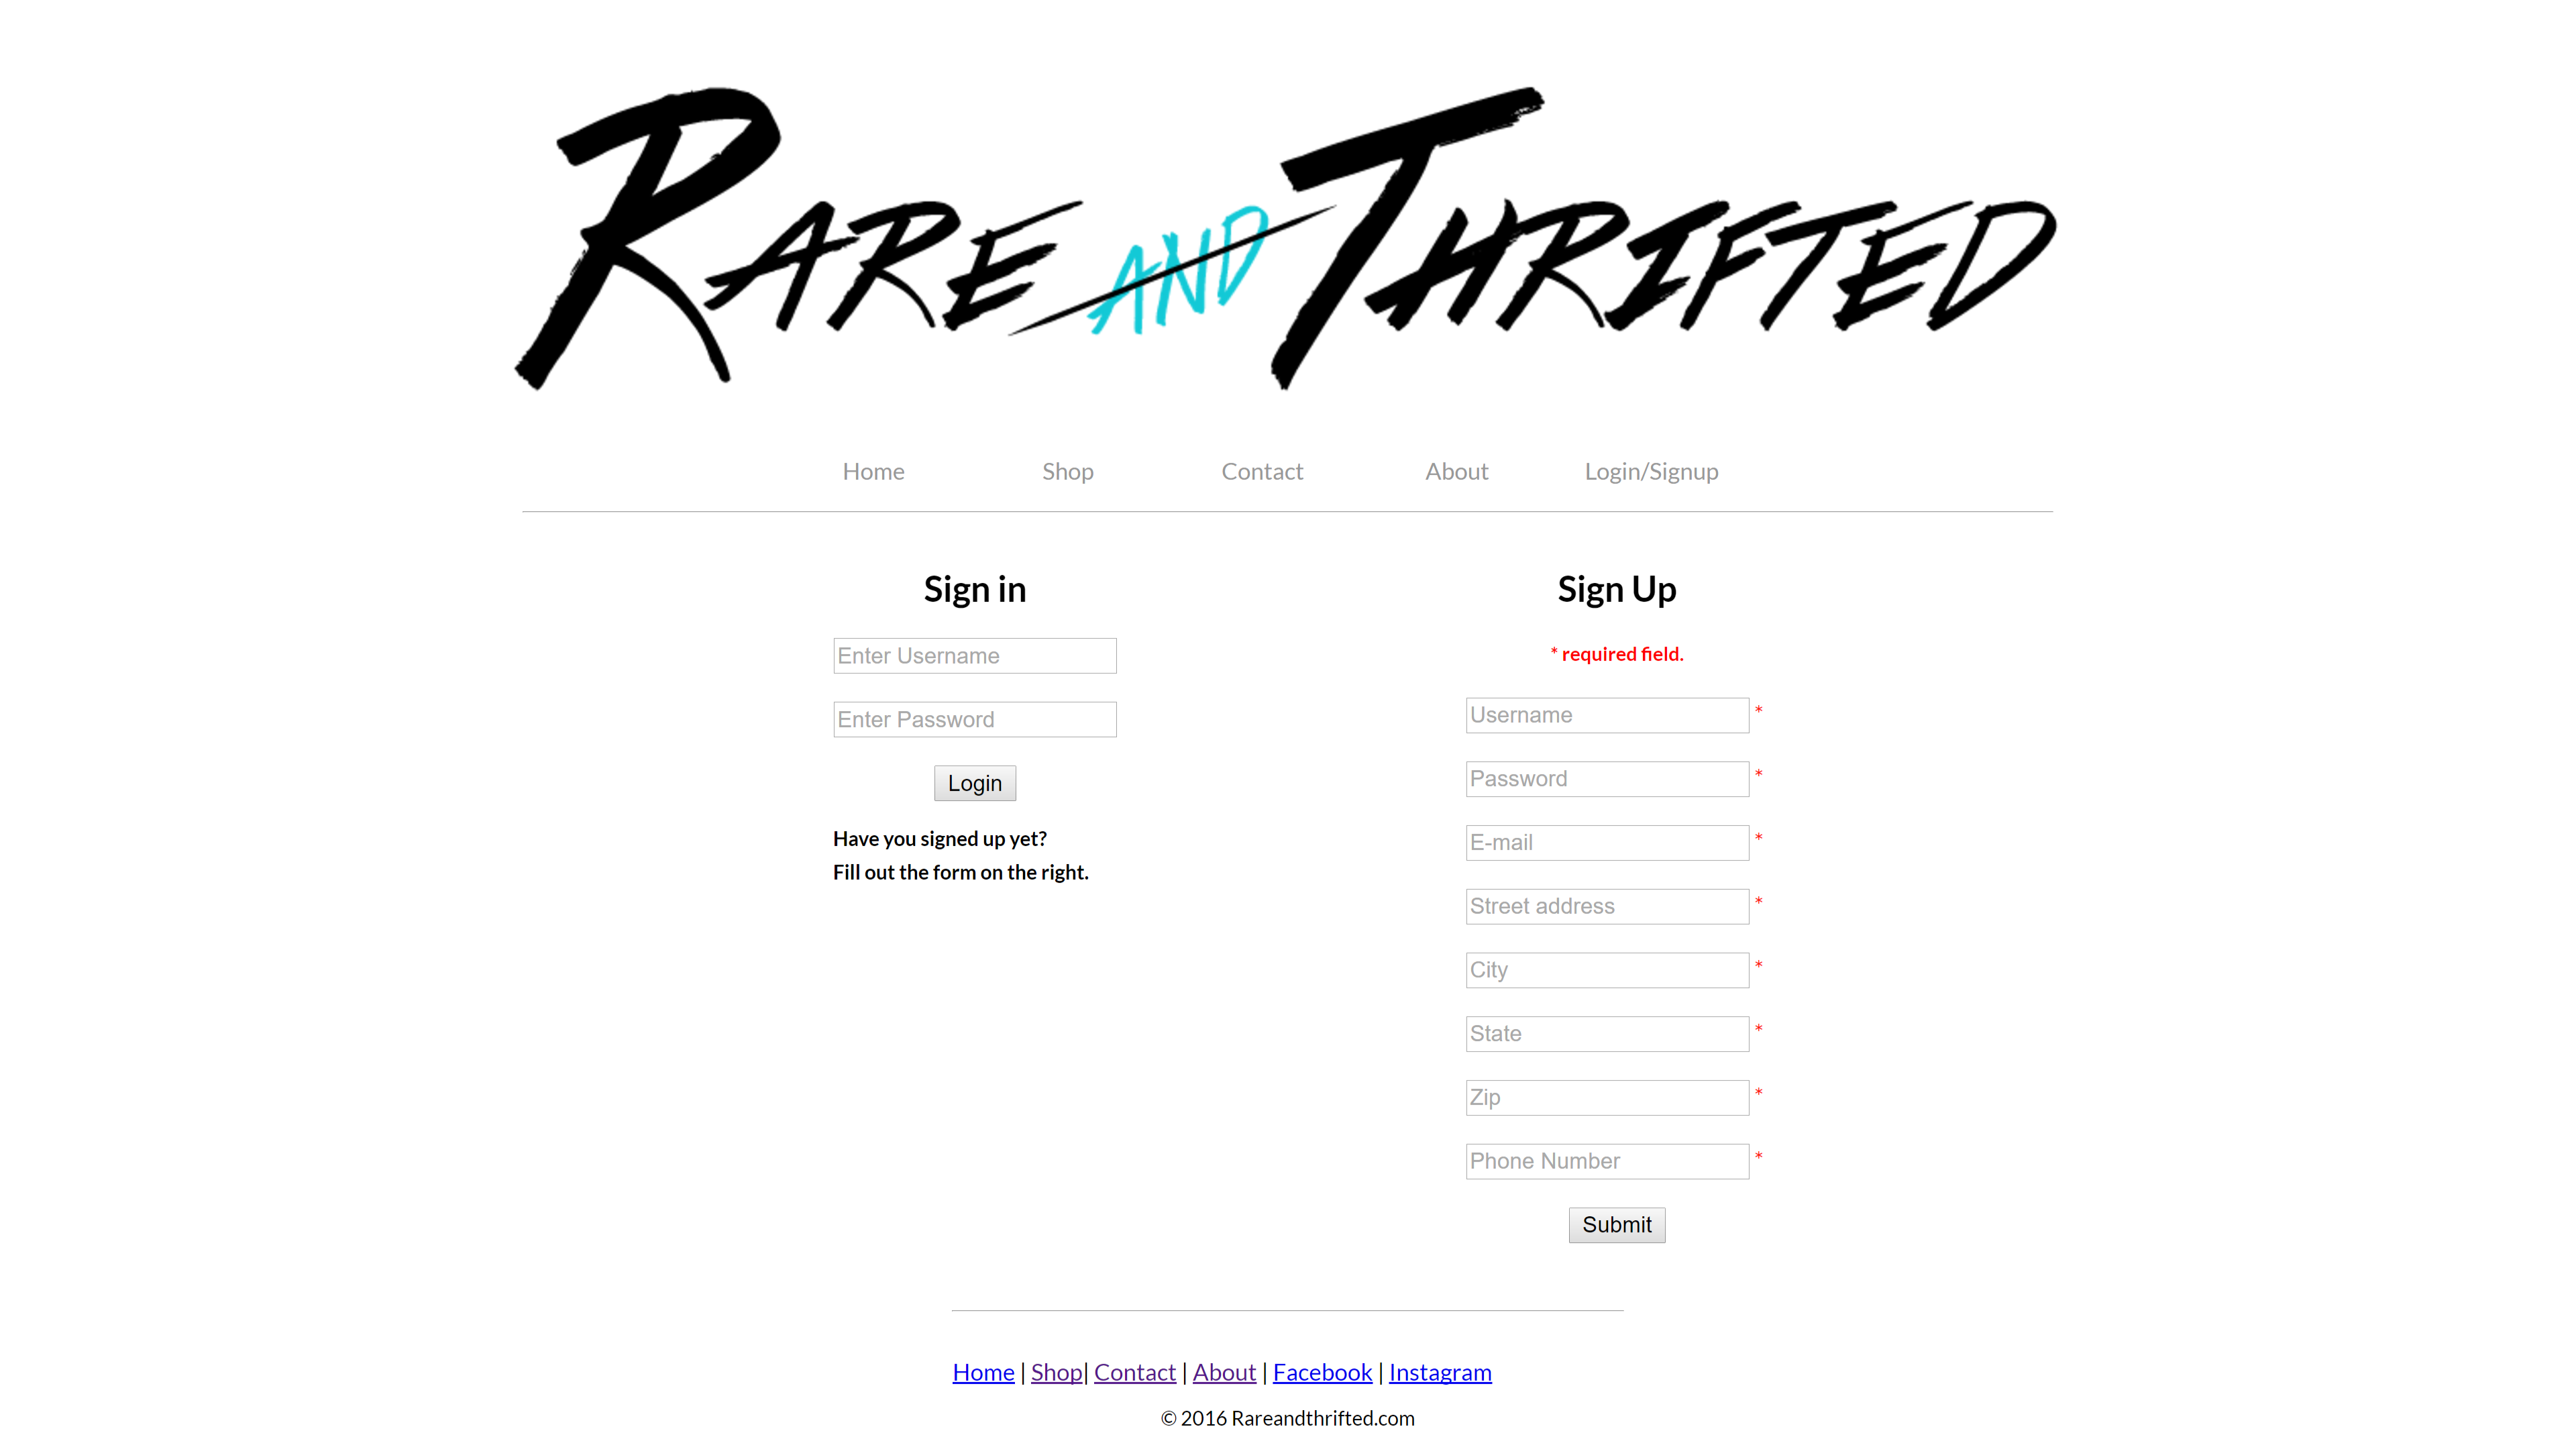 RARE AND THRIFTED
Home Shop Contact About Login/Signup
Sign in
Enter Username
Enter Password
Login
Have you signed up yet?
Fill out the form on the right.
Sign Up
* required field.
Username *
Password *
E-mail *
Street address *
City *
State *
Zip *
Phone Number *
Submit
Home | Shop| Contact | About | Facebook | Instagram
© 2016 Rareandthrifted.com